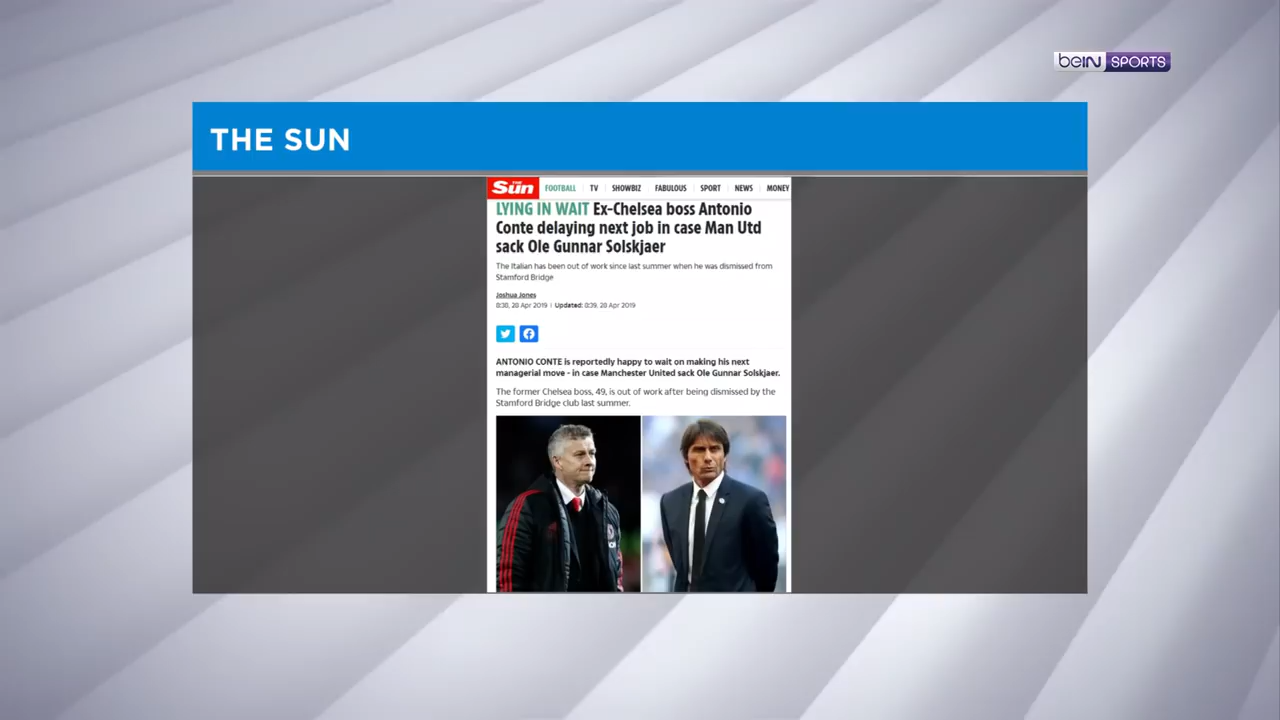 beIN SPORTS
THE SUN
THE Sun FOOTBALL TV SHOWBIZ FABULOUS SPORT NEWS MONEY
LYING IN WAIT Ex-Chelsea boss Antonio
Conte delaying next job in case Man Utd
sack Ole Gunnar Solskjaer
The Italian has been out of work since last summer when he was dismissed from
Stamford Bridge
Joshua Jones
8:38, 28 Apr 2019 | Updated: 8:39, 28 Apr 2019
ANTONIO CONTE is reportedly happy to wait on making his next
managerial move - in case Manchester United sack Ole Gunnar Solskjaer.
The former Chelsea boss, 49, is out of work after being dismissed by the
Stamford Bridge club last summer.